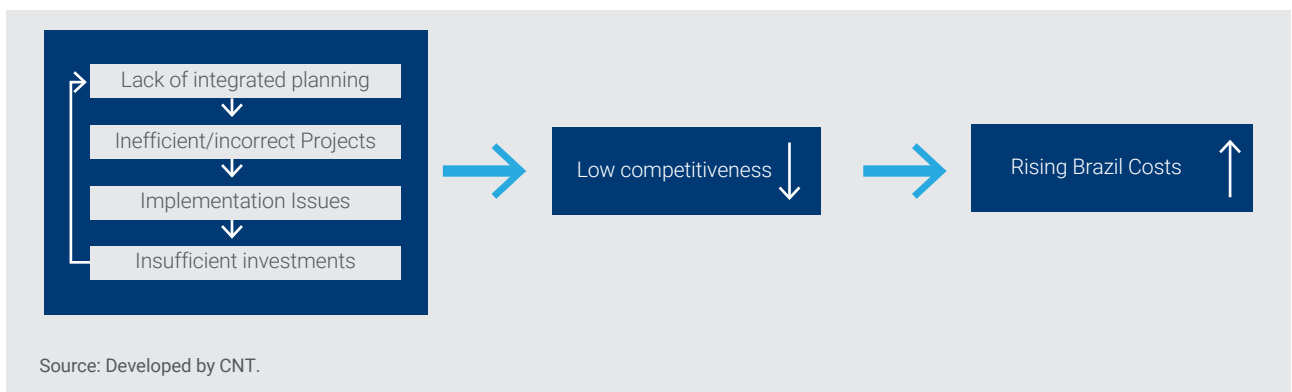 Lack of integrated planning
Inefficient/incorrect Projects
Implementation Issues
Insufficient investments
Low competitiveness
Rising Brazil Costs
Source: Developed by CNT.